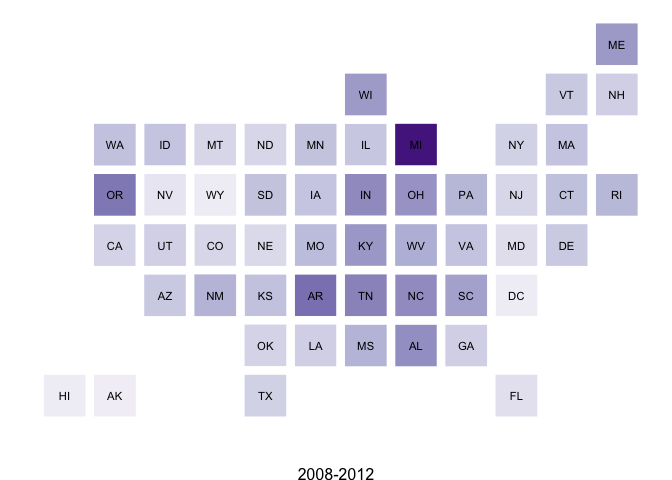 ME
WI VT NH
WA ID MT ND MN IL MI NY MA
OR NV WY SD IA IN OH PA NJ CT RI
CA UT CO NE MO KY WV VA MD DE
AZ NM KS AR TN NC SC DC
OK LA MS AL GA
HI AK TX FL
2008-2012